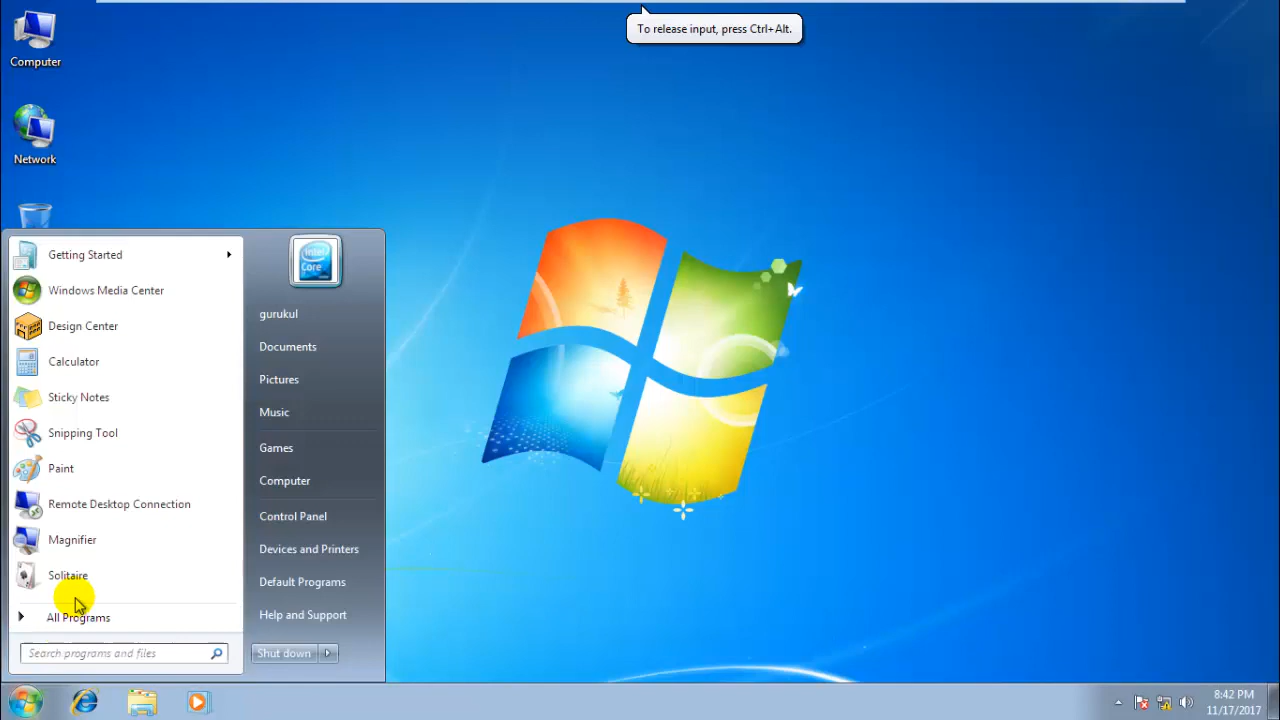 To release input, press Ctrl+Alt.
Computer
Network
Getting Started
Windows Media Center
Design Center
Calculator
Sticky Notes
Snipping Tool
Paint
Remote Desktop Connection
Magnifier
Solitaire
All Programs
Search programs and files
intel
Core
gurukul
Documents
Pictures
Music
Games
Computer
Control Panel
Devices and Printers
Default Programs
Help and Support
Shut down
8:42 PM
11/17/2017